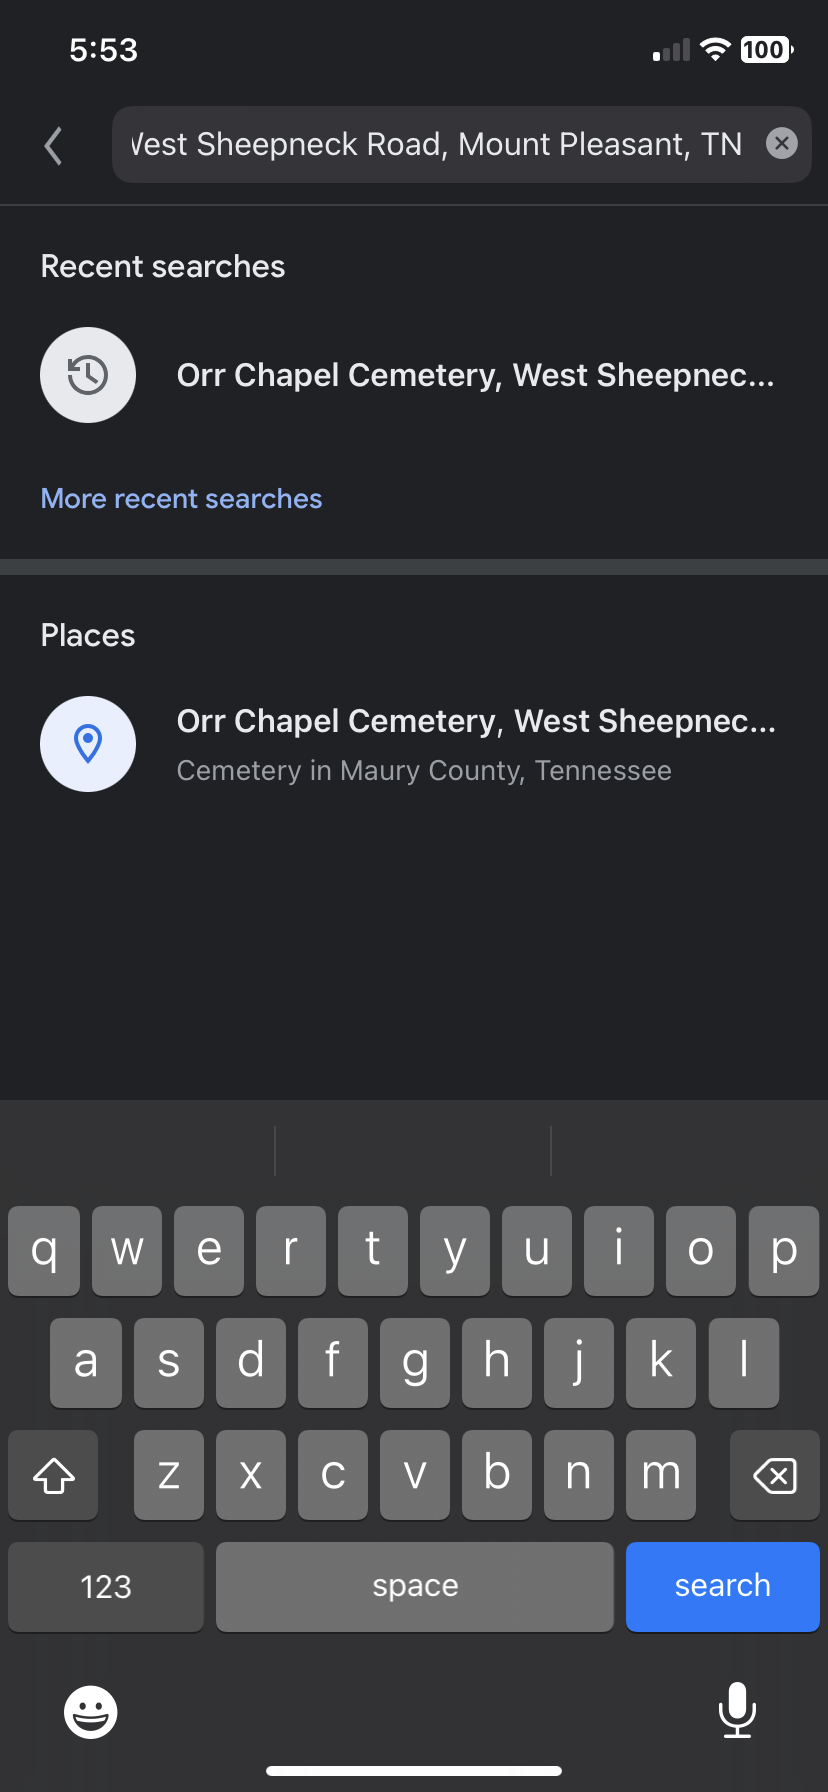 5:53
100
West Sheepneck Road, Mount Pleasant, TN
Recent searches
Orr Chapel Cemetery, West Sheepnec...
More recent searches
Places
Orr Chapel Cemetery, West Sheepnec...
Cemetery in Maury County, Tennessee
q w e r t y u i o p
a s d f g h j k l
z x c v b n m
123 space search